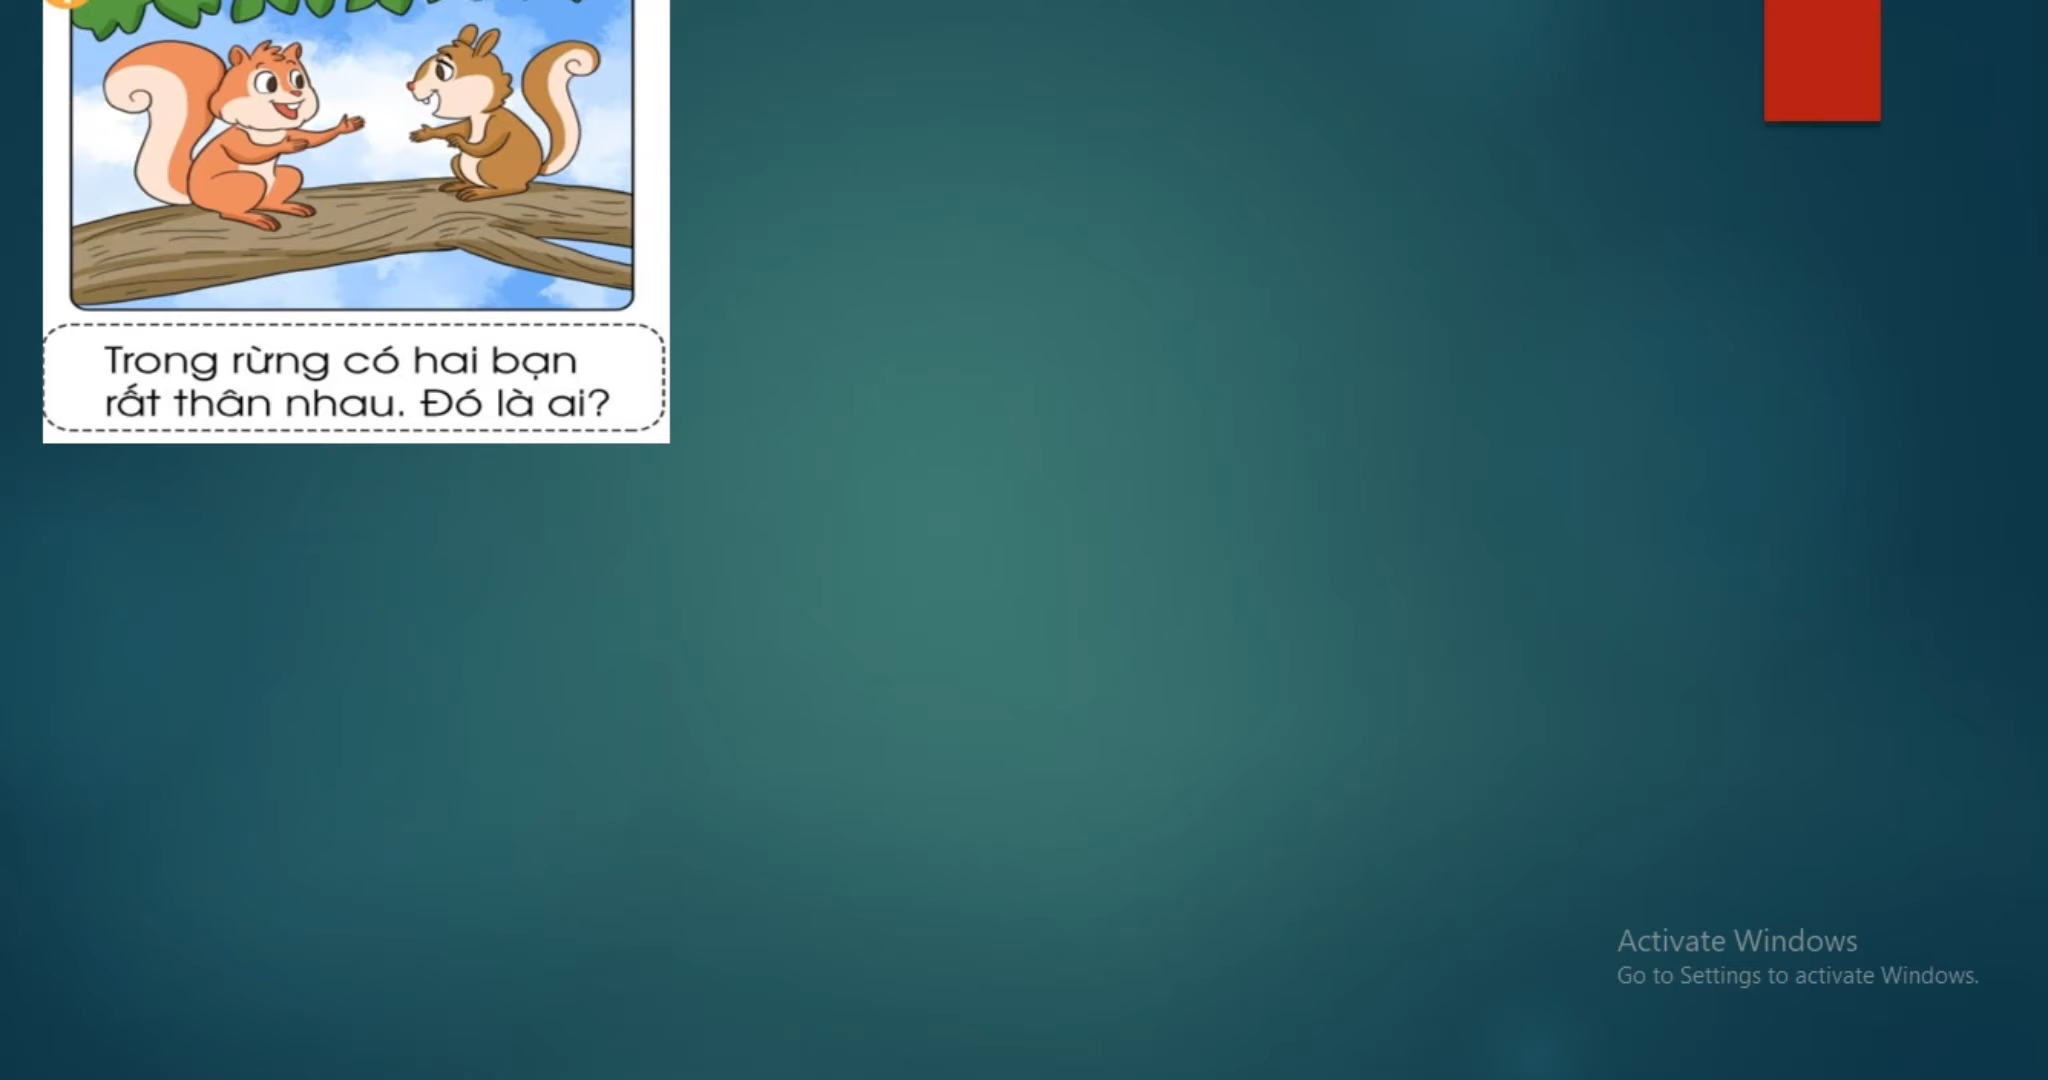 Trong rừng có hai bạn
rất thân nhau. Đó là ai?
Activate Windows
Go to Settings to activate Windows.